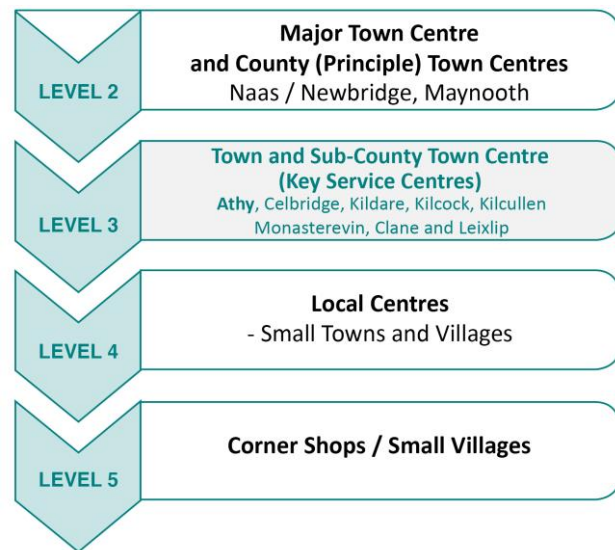 LEVEL 2
Major Town Centre
and County (Principle) Town Centres
Naas / Newbridge, Maynooth
LEVEL 3
Town and Sub-County Town Centre
(Key Service Centres)
Athy, Celbridge, Kildare, Kilcock, Kilcullen
Monasterevin, Clane and Leixlip
LEVEL 4
Local Centres
- Small Towns and Villages
LEVEL 5
Corner Shops / Small Villages